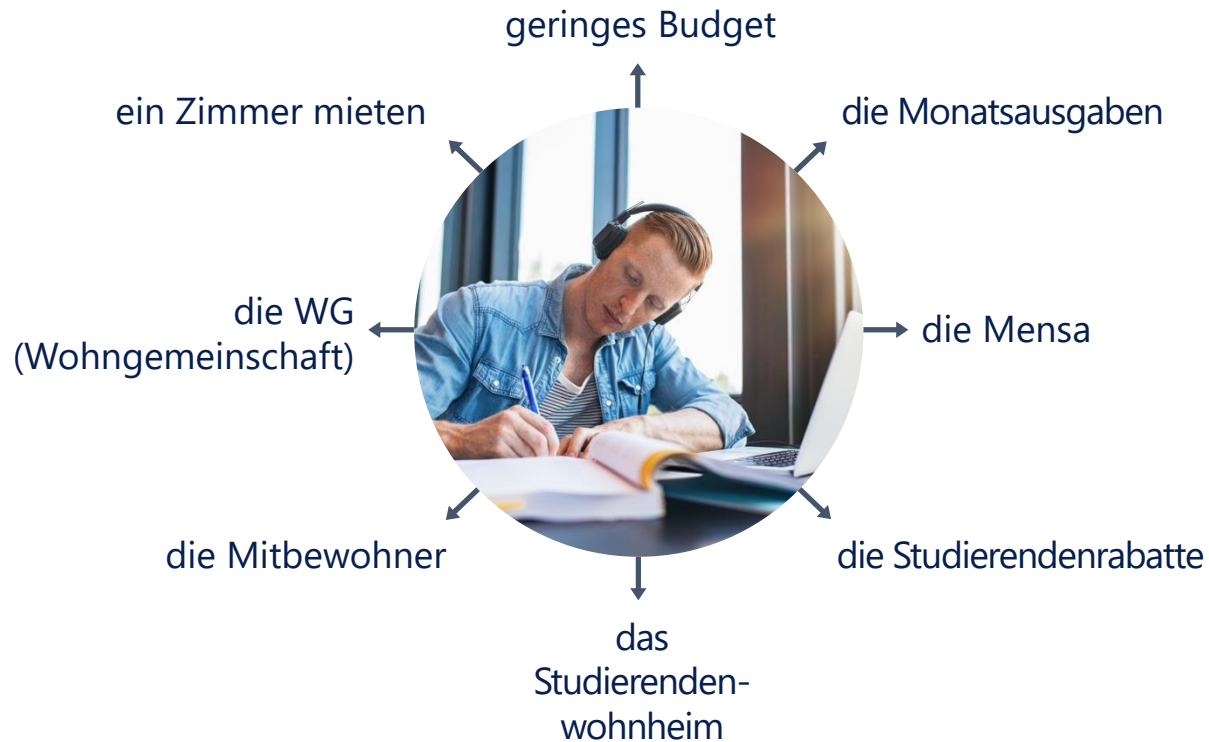 geringes Budget
ein Zimmer mieten
die Monatsausgaben
die WG
(Wohngemeinschaft)
die Mensa
die Mitbewohner
die Studierendenrabatte
das
Studierenden-
wohnheim